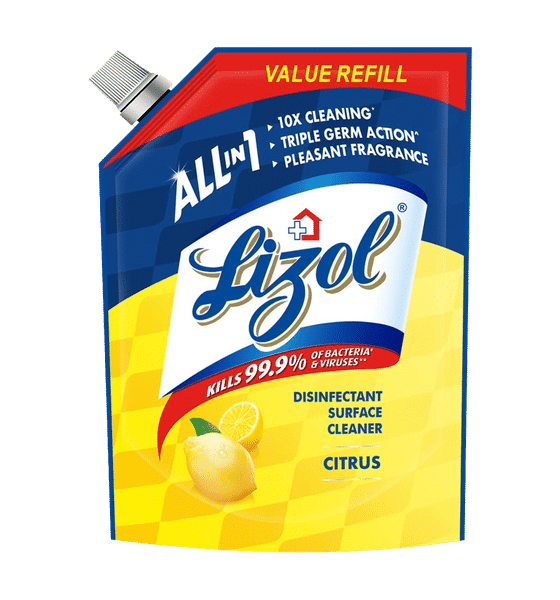 VALUE REFILL
ALL IN 1
10X CLEANING*
TRIPLE GERM ACTION^
PLEASANT FRAGRANCE
Lizol®
KILLS 99.9% OF BACTERIA
& VIRUSES**
DISINFECTANT
SURFACE
CLEANER
CITRUS